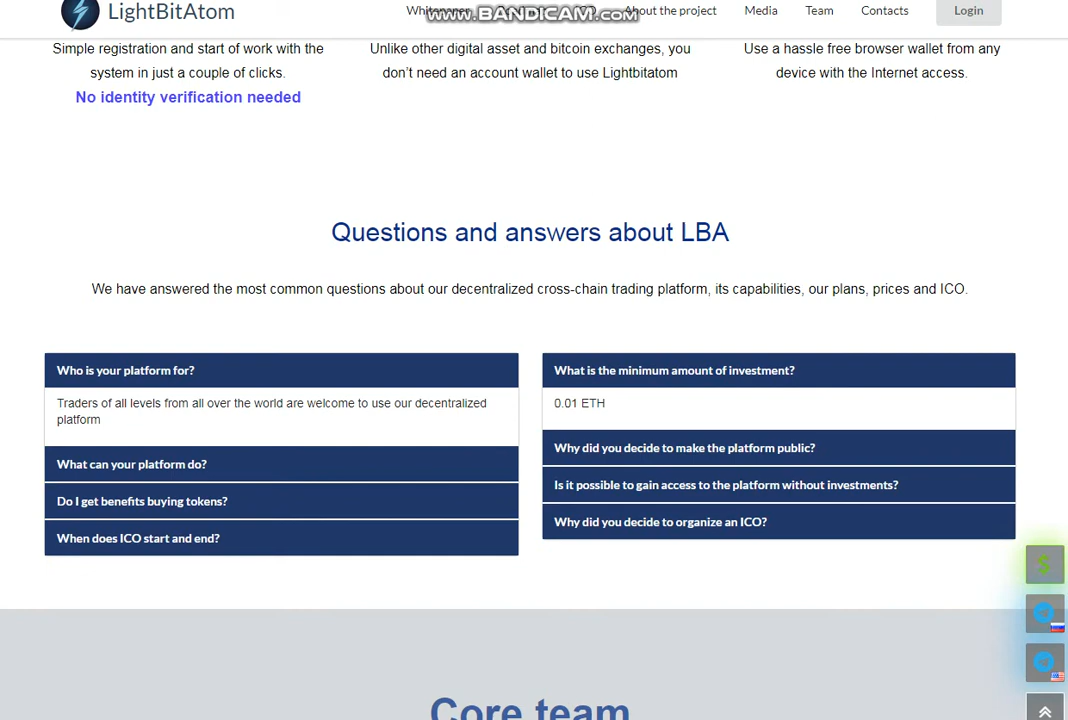 LightBitAtom
www.BANDICAM.com
About the project
Media
Team
Contacts
Login
Simple registration and start of work with the
system in just a couple of clicks.
No identity verification needed
Unlike other digital asset and bitcoin exchanges, you
don't need an account wallet to use Lightbitatom
Use a hassle free browser wallet from any
device with the Internet access.
Questions and answers about LBA
We have answered the most common questions about our decentralized cross-chain trading platform, its capabilities, our plans, prices and ICO.
Who is your platform for?
Traders of all levels from all over the world are welcome to use our decentralized
platform
What can your platform do?
Do I get benefits buying tokens?
When does ICO start and end?
What is the minimum amount of investment?
0.01 ETH
Why did you decide to make the platform public?
Is it possible to gain access to the platform without investments?
Why did you decide to organize an ICO?
$
Core team